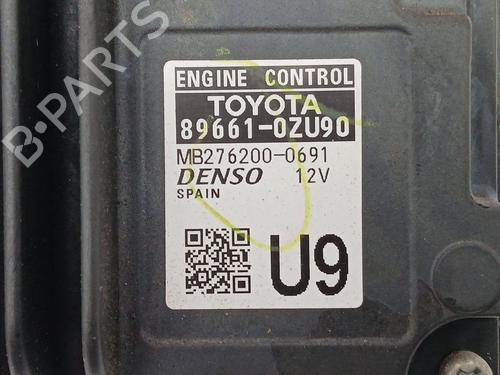 B-PARTS
ENGINE CONTROL
TOYOTA
89661-0ZU90
MB276200-0691
DENSO 12V
SPAIN
U9